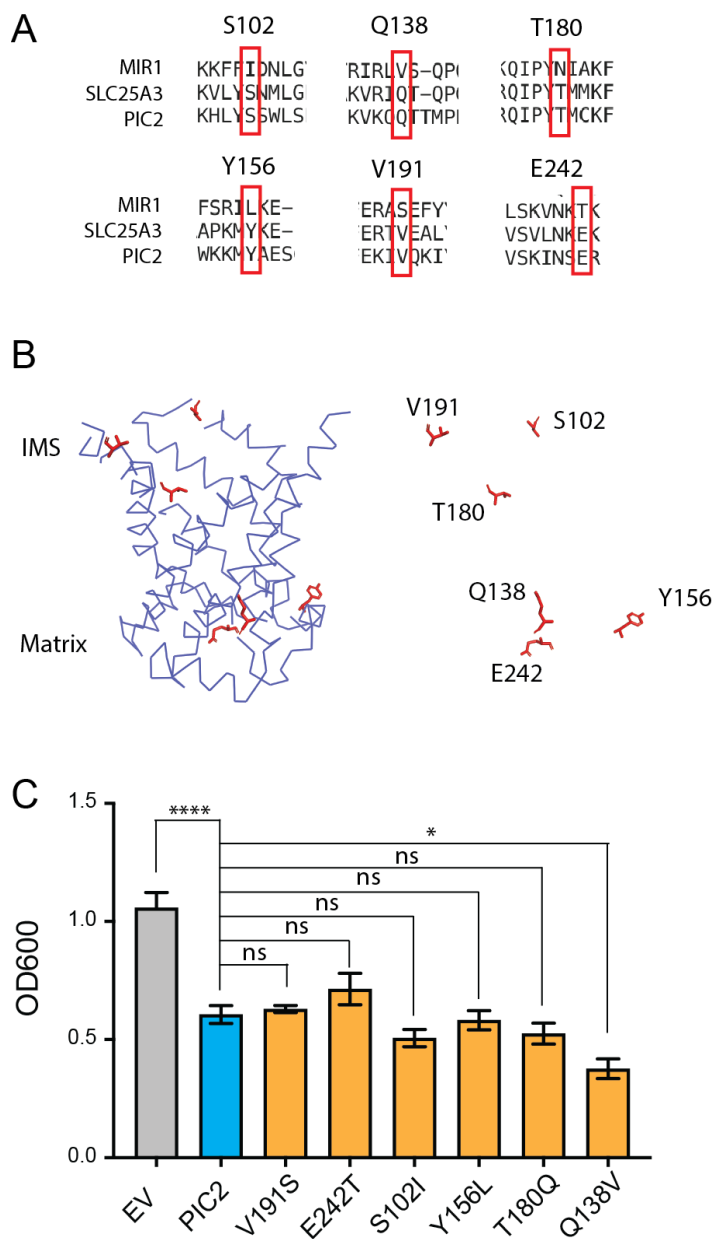 A
S102 Q138 T180
MIR1 KKFFIDNLG RIRLVS-QP KQIPYNIAKF
SLC25A3 KVLYSNMLG KVRIQT-QP RQIPYTMMKF
PIC2 KHLYSSWLS KVKQQTTMP RQIPYTMCKF
Y156 V191 E242
MIR1 FSRILKE- ERASEFY LSKVNKTK
SLC25A3 APKMYKE- ERTVEAL VSVLNKEK
PIC2 WKKMYAES EKIVQKI VSKINSER
B
IMS
Matrix
V191
S102
T180
Q138
Y156
E242
C
OD600
1.5
1.0
0.5
0.0
****
*
ns
ns
ns
ns
ns
EV PIC2 V191S E242T S102I Y156L T180Q Q138V